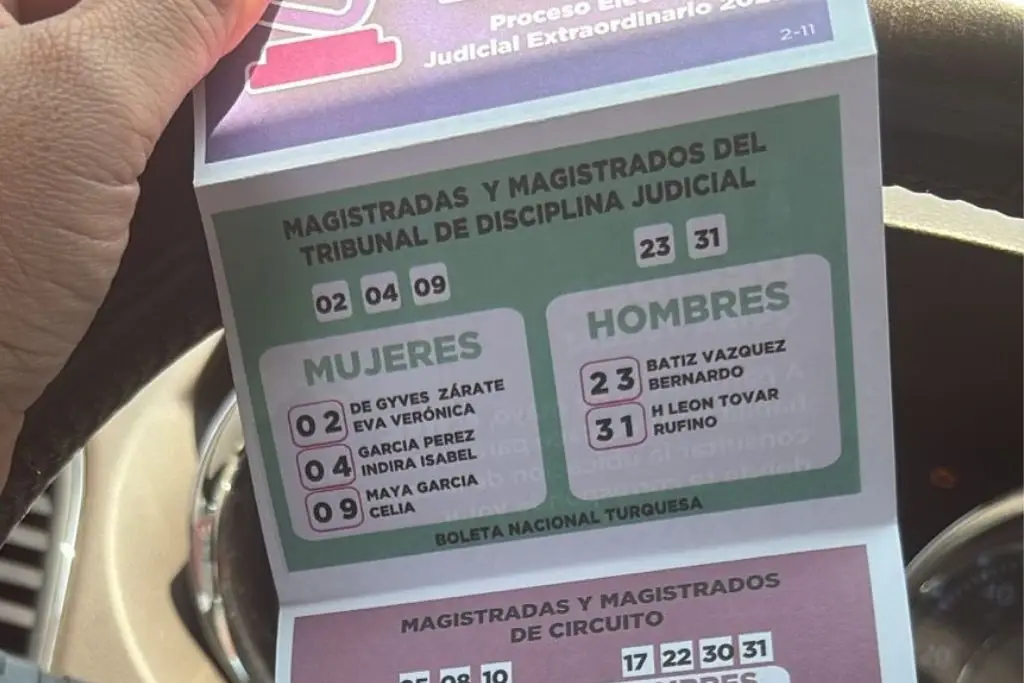 Proceso
Judicial Extraordinario
2-11
MAGISTRADAS Y MAGISTRADOS DEL
TRIBUNAL DE DISCIPLINA JUDICIAL
02 04 09
23 31
MUJERES
02 DE GYVES ZÁRATE
EVA VERÓNICA
04 GARCIA PEREZ
INDIRA ISABEL
09 MAYA GARCIA
CELIA
HOMBRES
23 BATIZ VAZQUEZ
BERNARDO
31 H LEON TOVAR
RUFINO
BOLETA NACIONAL TURQUESA
MAGISTRADAS Y MAGISTRADOS
DE CIRCUITO
08 10
17 22 30 31